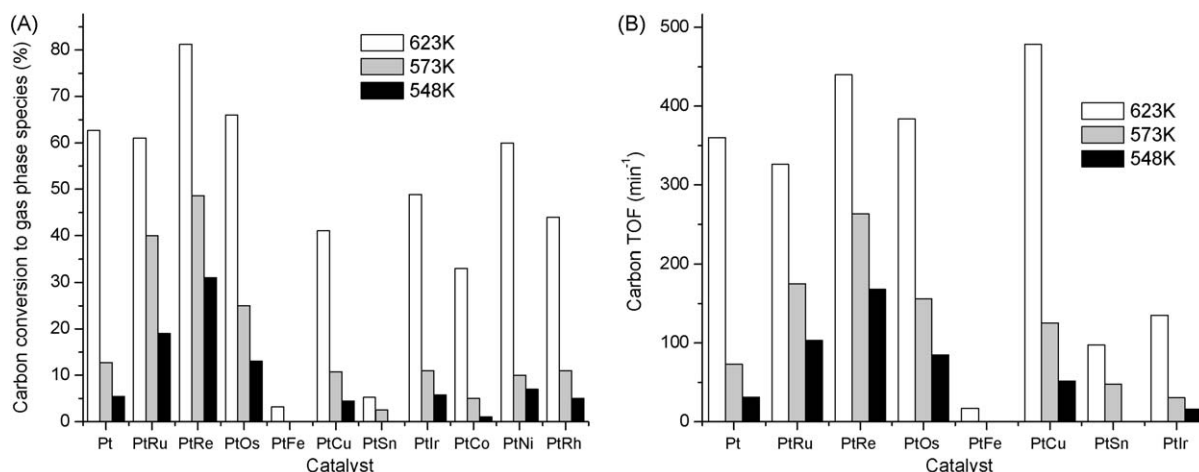 (A)
Carbon conversion to gas phase species (%)
80
70
60
50
40
30
20
10
0
623K
573K
548K
Pt PtRu PtRe PtOs PtFe PtCu PtSn PtIr PtCo PtNi PtRh
Catalyst
(B)
Carbon TOF (min⁻¹)
500
400
300
200
100
0
623K
573K
548K
Pt PtRu PtRe PtOs PtFe PtCu PtSn PtIr
Catalyst